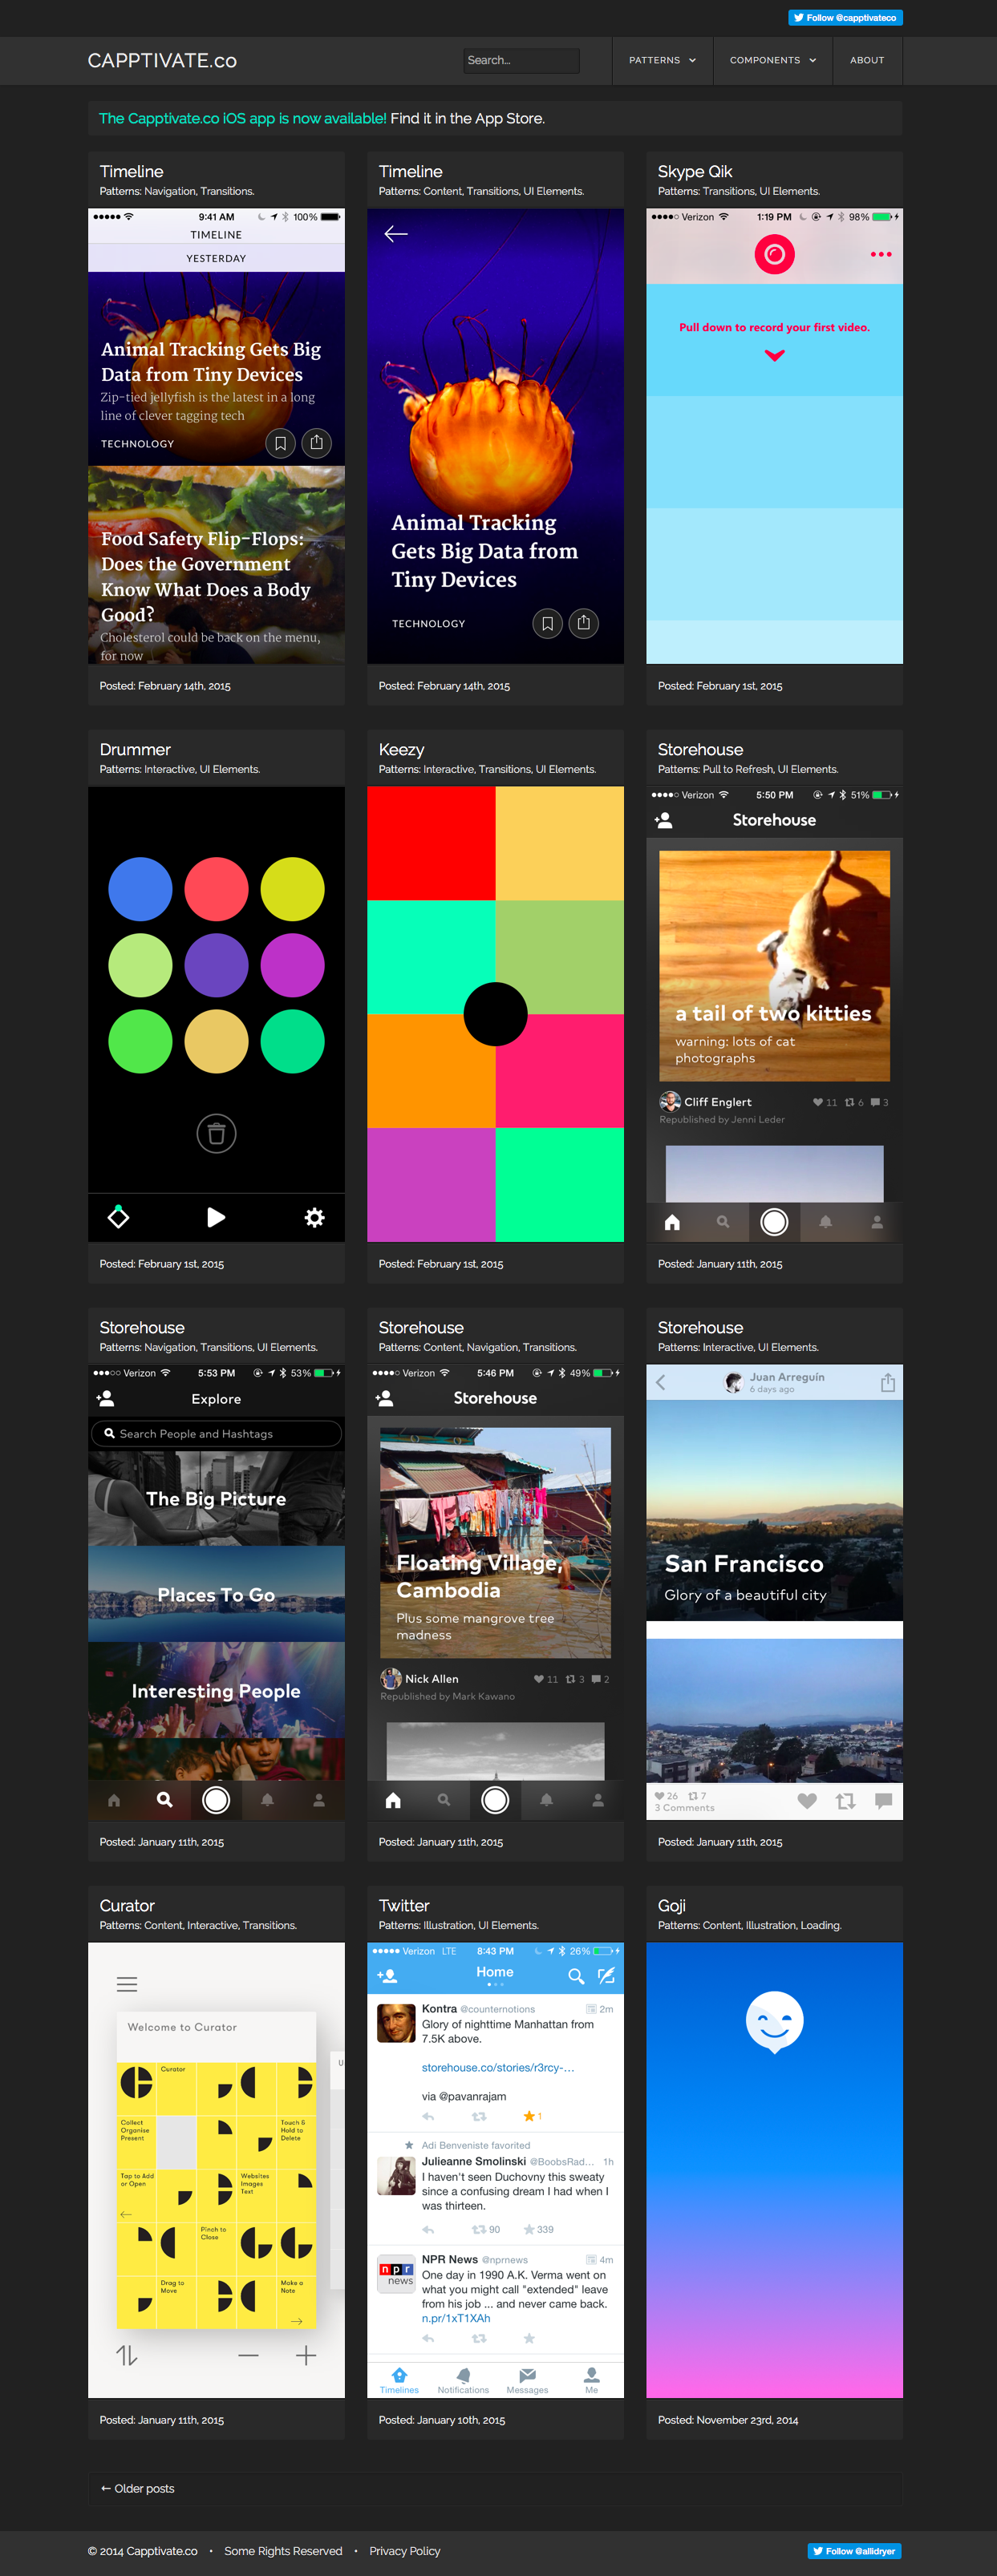 Follow @capptivateco
CAPPTIVATE.co
Search...
PATTERNS
COMPONENTS
ABOUT
The Capptivate.co iOS app is now available! Find it in the App Store.
Timeline
Patterns: Navigation, Transitions.
9:41 AM
100%
TIMELINE
YESTERDAY
Animal Tracking Gets Big
Data from Tiny Devices
Zip-tied jellyfish is the latest in a long
line of clever tagging tech
TECHNOLOGY
Food Safety Flip-Flops:
Does the Government
Know What Does a Body
Good?
Cholesterol could be back on the menu,
for now
Posted: February 14th, 2015
Timeline
Patterns: Content, Transitions, UI Elements.
Animal Tracking
Gets Big Data from
Tiny Devices
TECHNOLOGY
Posted: February 14th, 2015
Skype Qik
Patterns: Transitions, UI Elements.
Verizon
1:19 PM
98%
Pull down to record your first video.
Posted: February 1st, 2015
Drummer
Patterns: Interactive, UI Elements.
Posted: February 1st, 2015
Keezy
Patterns: Interactive, Transitions, UI Elements.
Posted: February 1st, 2015
Storehouse
Patterns: Pull to Refresh, UI Elements.
Verizon
5:50 PM
51%
Storehouse
a tail of two kitties
warning: lots of cat
photographs
Cliff Englert
11
6
3
Republished by Jenni Leder
Posted: January 11th, 2015
Storehouse
Patterns: Navigation, Transitions, UI Elements.
Verizon
5:53 PM
53%
Explore
Search People and Hashtags
The Big Picture
Places To Go
Interesting People
Posted: January 11th, 2015
Storehouse
Patterns: Content, Navigation, Transitions.
Verizon
5:46 PM
49%
Storehouse
Floating Village,
Cambodia
Plus some mangrove tree
madness
Nick Allen
11
3
2
Republished by Mark Kawano
Posted: January 11th, 2015
Storehouse
Patterns: Interactive, UI Elements.
Juan Arreguín
6 days ago
San Francisco
Glory of a beautiful city
26
7
3 Comments
Posted: January 11th, 2015
Curator
Patterns: Content, Interactive, Transitions.
Welcome to Curator
U
Curator
Collect
Organise
Present
Touch &
Hold to
Delete
Tap to Add
or Open
Websites
Images
Text
Pinch to
Close
Drag to
Move
Make a
Note
Posted: January 11th, 2015
Twitter
Patterns: Illustration, UI Elements.
Verizon LTE
8:43 PM
26%
Home
Kontra @counternotions
2m
Glory of nighttime Manhattan from
7.5K above.
storehouse.co/stories/r3rcy-...
via @pavanrajam
1
Adi Benveniste favorited
Julieanne Smolinski @BoobsRad...
1h
I haven't seen Duchovny this sweaty
since a confusing dream I had when I
was thirteen.
90
339
npr
news
NPR News @nprnews
4m
One day in 1990 A.K. Verma went on
what you might call "extended" leave
from his job ... and never came back.
n.pr/1xT1XAh
Timelines
Notifications
Messages
Me
Posted: January 10th, 2015
Goji
Patterns: Content, Illustration, Loading.
Posted: November 23rd, 2014
← Older posts
© 2014 Capptivate.co • Some Rights Reserved • Privacy Policy
Follow @allidryer